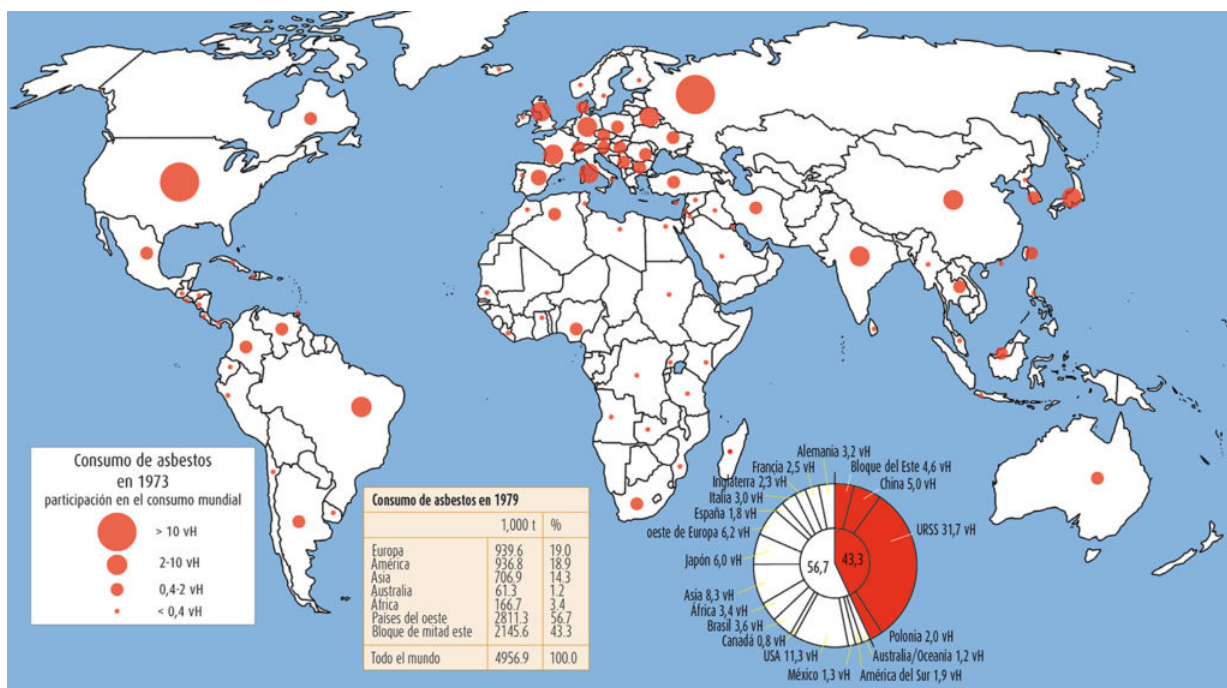 Consumo de asbestos
en 1973
participación en el consumo mundial
> 10 vH
2-10 vH
0,4-2 vH
< 0,4 vH
Consumo de asbestos en 1979
1,000 t %
Europa 939.6 19.0
América 936.8 18.9
Asia 706,9 14.3
Australia 61.3 1.2
África 166.7 3.4
Países del oeste 2811.3 56.7
Bloque de mitad este 2145.6 43.3
Todo el mundo 4956.9 100.0
Alemania 3,2 vH
Francia 2,5 vH
Inglaterra 2,3 vH
Italia 3,0 vH
España 1,8 vH
oeste de Europa 6,2 vH
Japón 6,0 vH
Asia 8,3 vH
África 3,4 vH
Brasil 3,6 vH
Canadá 0,8 vH
USA 11,3 vH
México 1,3 vH
América del Sur 1,9 vH
Australia/Oceania 1,2 vH
Polonia 2,0 vH
URSS 31,7 vH
China 5,0 vH
Bloque del Este 4,6 vH
56,7
43,3